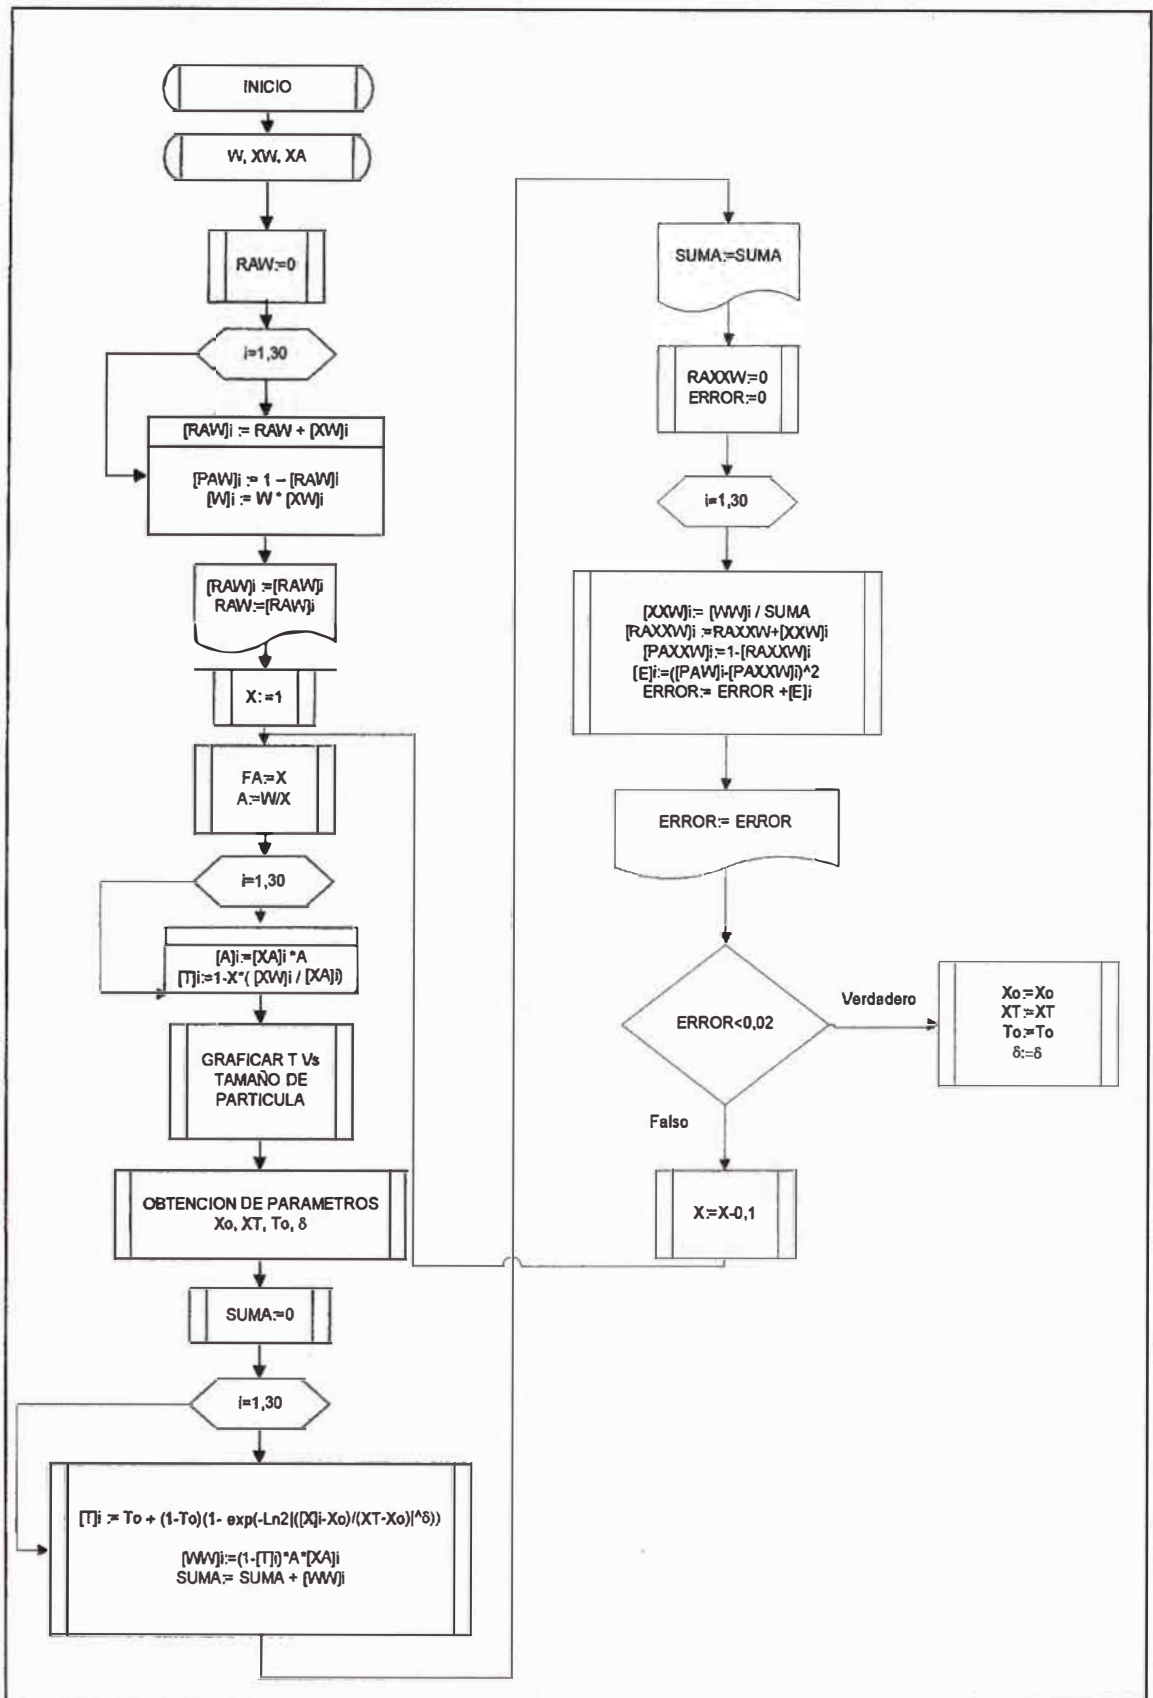 INICIO
W, XW, XA
RAW:=0
i=1,30
[RAW]i := RAW + [XW]i
[PAW]i := 1 – [RAW]i
[W]i := W * [XW]i
[RAW]i :=[RAW]i
RAW:=[RAW]i
X:=1
FA:=X
A:=W/X
i=1,30
[A]i:=[XA]i *A
[T]i:=1-X*( [XW]i / [XA]i)
GRAFICAR T Vs
TAMAÑO DE
PARTICULA
OBTENCION DE PARAMETROS
Xo, XT, To, δ
SUMA:=0
i=1,30
[T]i := To + (1-To)(1- exp(-Ln2|([X]i-Xo)/(XT-Xo)|^δ))
[WW]i:=(1-[T]i)*A*[XA]i
SUMA:= SUMA + [WW]i
SUMA:=SUMA
RAXXW:=0
ERROR:=0
i=1,30
[XXW]i:= [WW]i / SUMA
[RAXXW]i :=RAXXW+[XXW]i
[PAXXW]i:=1-[RAXXW]i
[E]i:=([PAW]i-[PAXXW]i)^2
ERROR:= ERROR +[E]i
ERROR:= ERROR
ERROR<0,02
Verdadero
Xo:=Xo
XT:=XT
To:=To
δ:=δ
Falso
X:=X-0,1